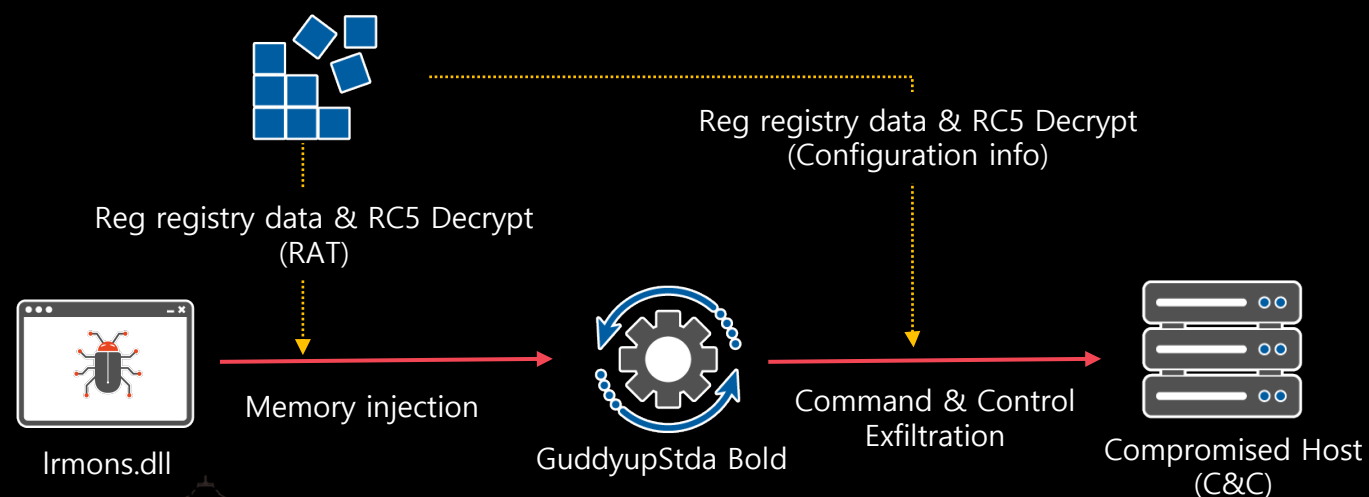 Reg registry data & RC5 Decrypt
(Configuration info)
Reg registry data & RC5 Decrypt
(RAT)
Memory injection
Command & Control
Exfiltration
lrmons.dll
GuddyupStda Bold
Compromised Host
(C&C)